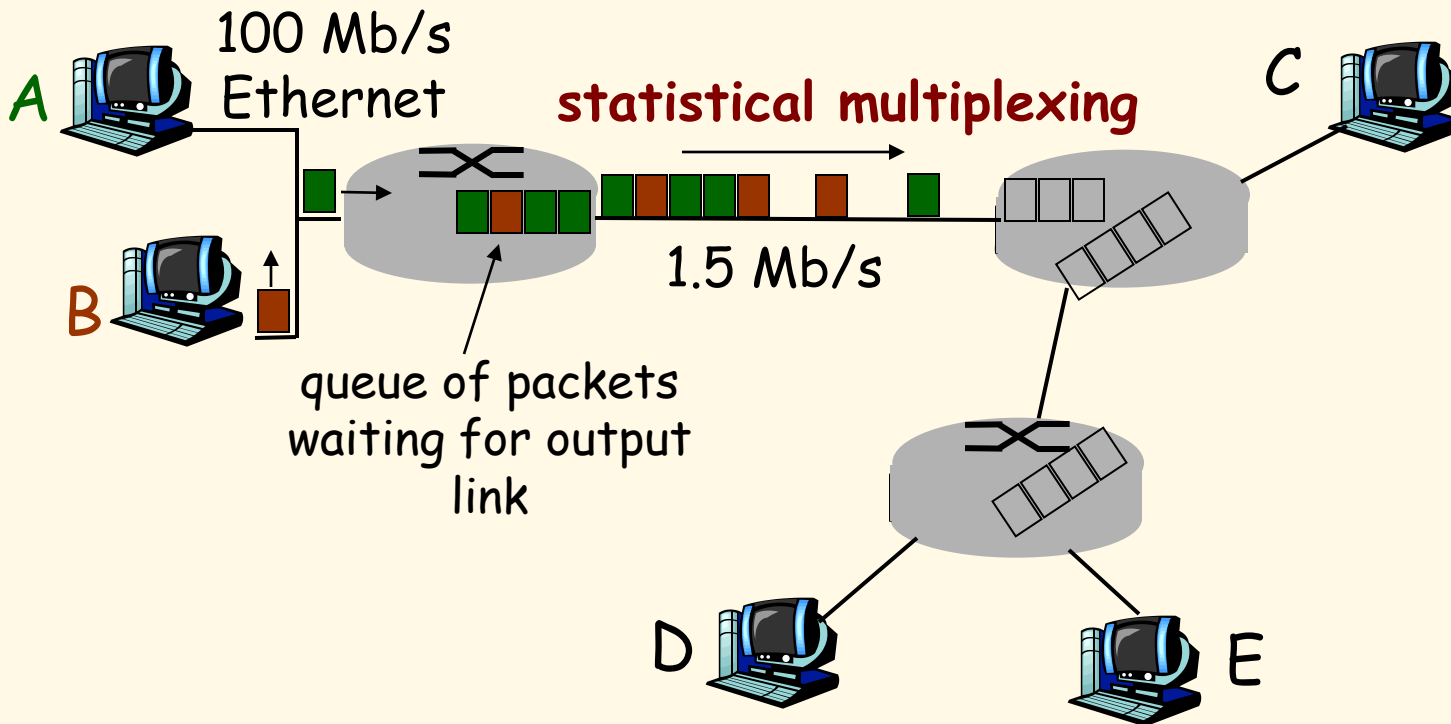 100 Mb/s
Ethernet
A
statistical multiplexing
C
1.5 Mb/s
B
queue of packets
waiting for output
link
D
E